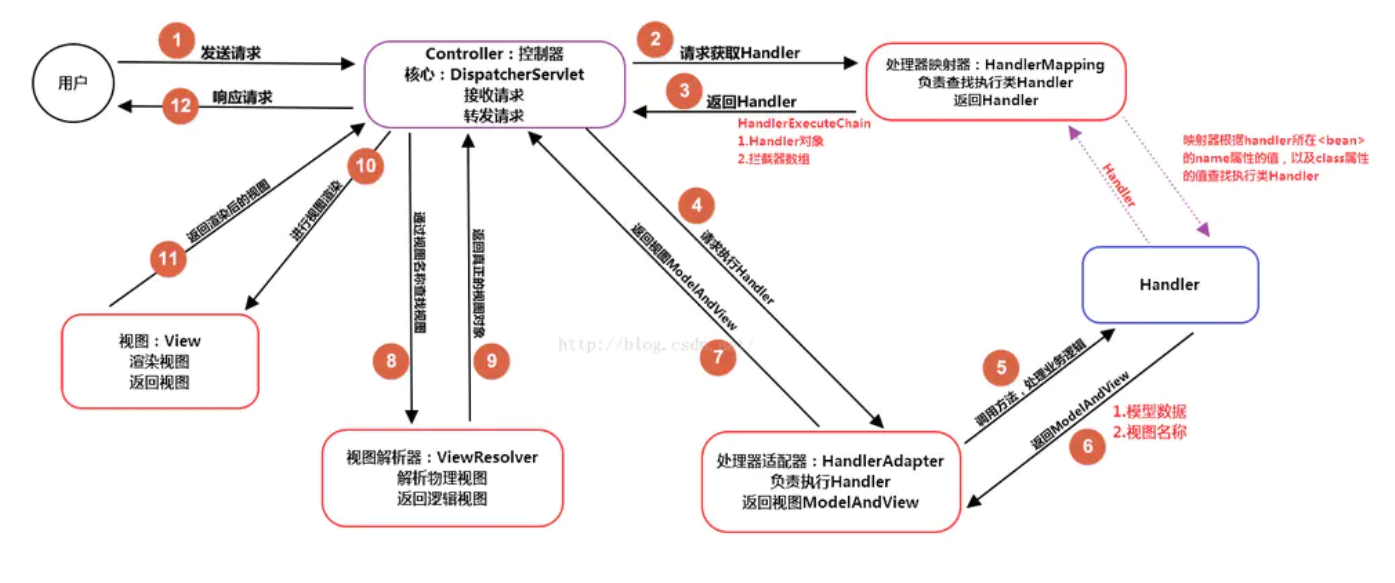 1
发送请求
用户
12
响应请求
Controller：控制器
核心：DispatcherServlet
接收请求
转发请求
2
请求获取Handler
3
返回Handler
HandlerExecuteChain
1.Handler对象
2.拦截器数组
处理器映射器：HandlerMapping
负责查找执行类Handler
返回Handler
映射器根据handler所在<bean>
的name属性的值，以及class属性
的值查找执行类Handler
Handler
Handler
4
请求执行Handler
5
调用方法，处理业务逻辑
6
返回ModelAndView
1.模型数据
2.视图名称
处理器适配器：HandlerAdapter
负责执行Handler
返回视图ModelAndView
7
返回视图ModelAndView
http://blog.csdn.net/
8
通过视图名称查找视图
9
返回真正的视图对象
视图解析器：ViewResolver
解析物理视图
返回逻辑视图
10
进行视图渲染
11
返回渲染后的视图
视图：View
渲染视图
返回视图